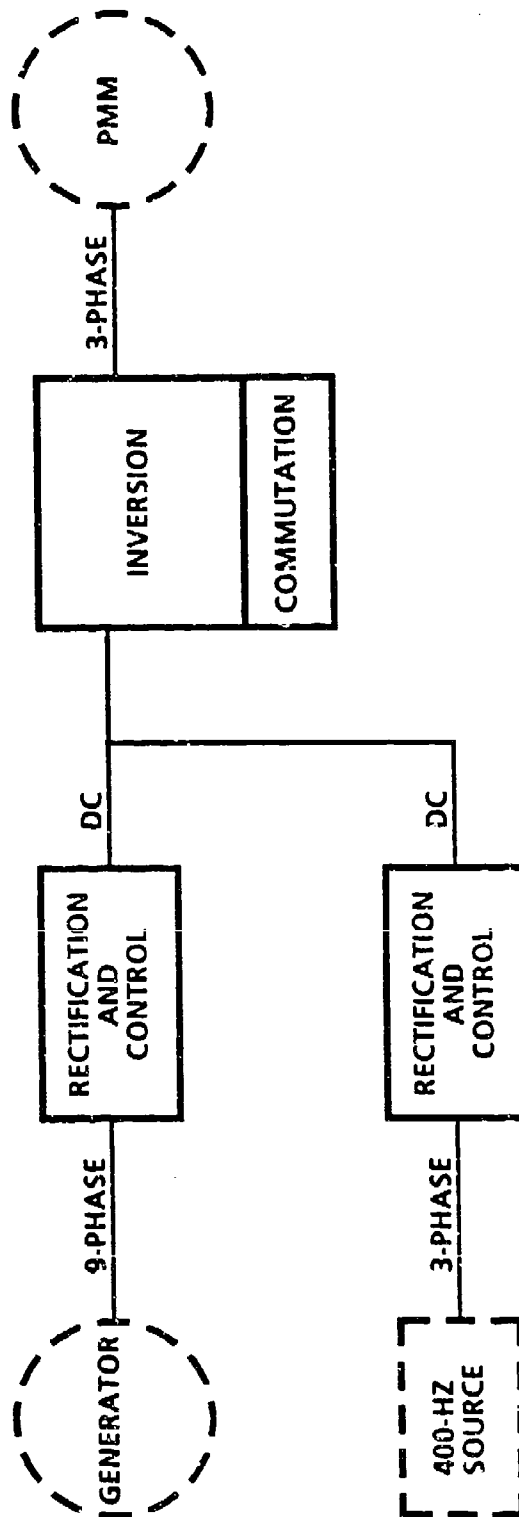 GENERATOR
9-PHASE
RECTIFICATION
AND
CONTROL
DC
INVERSION
COMMUTATION
3-PHASE
PMM
400-HZ
SOURCE
3-PHASE
RECTIFICATION
AND
CONTROL
DC